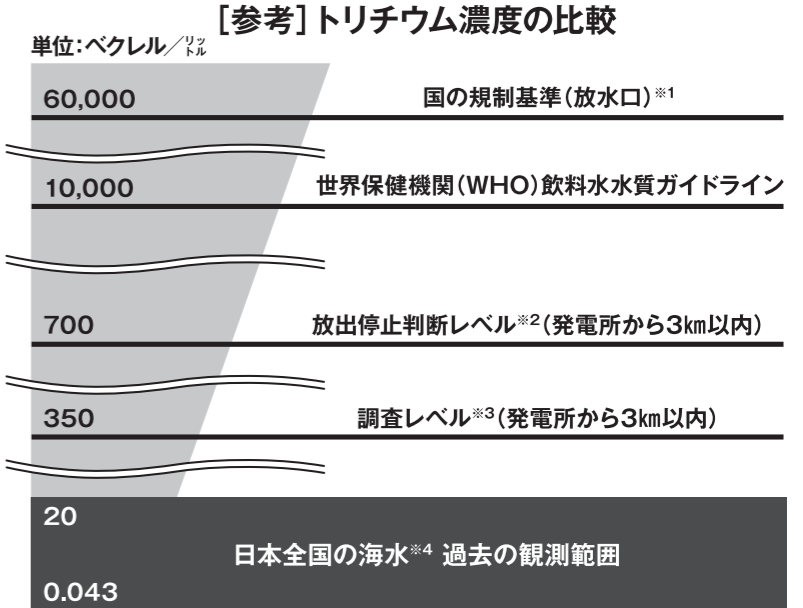 ［参考］トリチウム濃度の比較
単位：ベクレル／リットル
60,000 国の規制基準（放水口）※1
10,000 世界保健機関（WHO）飲料水水質ガイドライン
700 放出停止判断レベル※2（発電所から3㎞以内）
350 調査レベル※3（発電所から3㎞以内）
20
日本全国の海水※4 過去の観測範囲
0.043